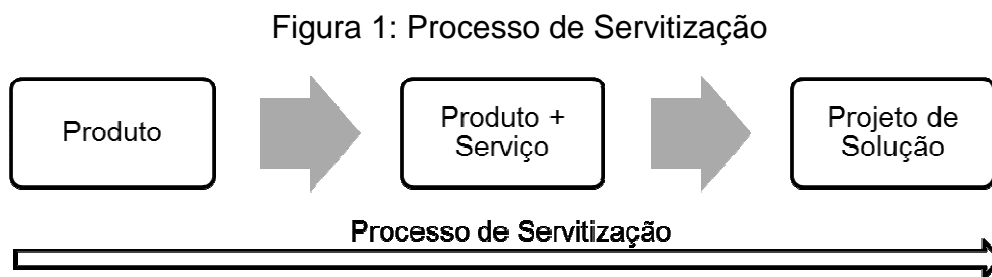 Figura 1: Processo de Servitização
Produto
Produto +
Serviço
Projeto de
Solução
Processo de Servitização